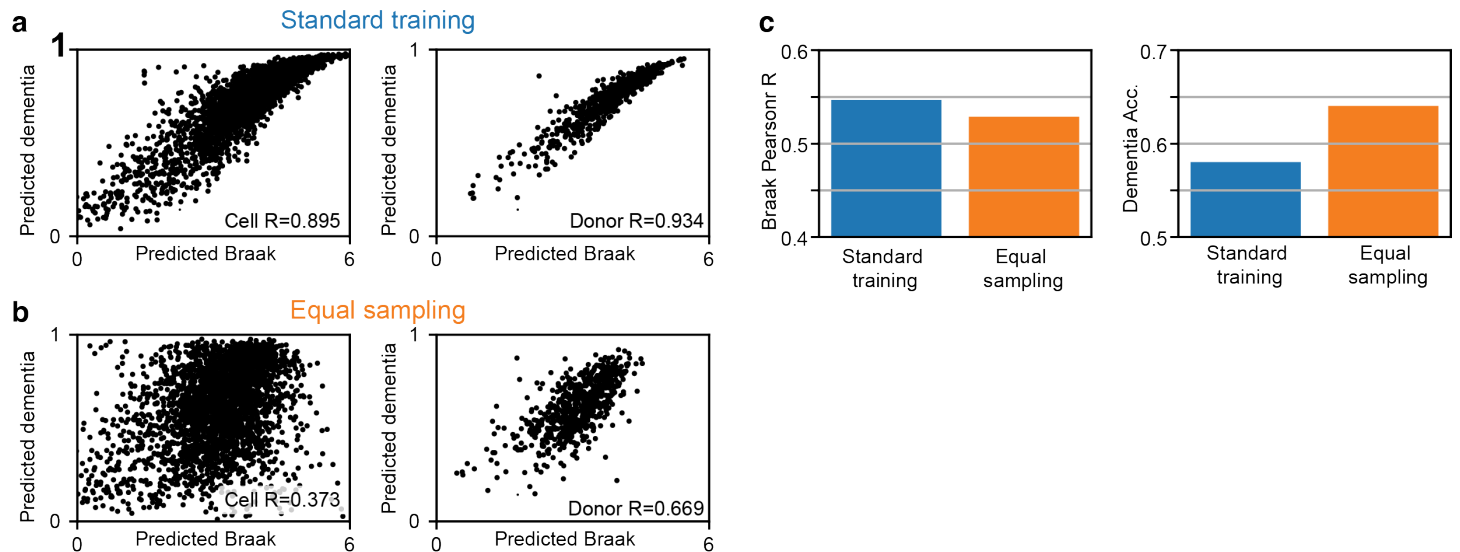 a
Standard training
1
Predicted dementia
0
Cell R=0.895
0
Predicted Braak
6
1
Predicted dementia
0
Donor R=0.934
0
Predicted Braak
6
b
Equal sampling
1
Predicted dementia
0
Cell R=0.373
0
Predicted Braak
6
1
Predicted dementia
0
Donor R=0.669
0
Predicted Braak
6
c
0.6
Braak Pearsonr R
0.5
0.4
Standard
training
Equal
sampling
0.7
Dementia Acc.
0.6
0.5
Standard
training
Equal
sampling